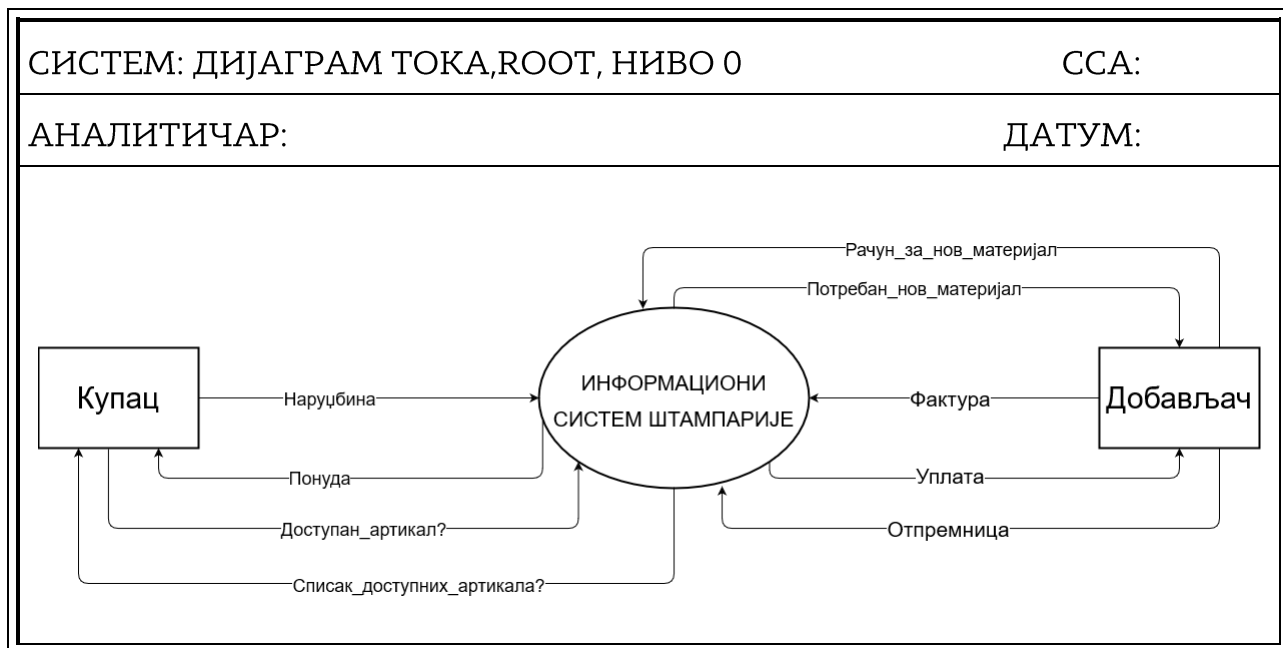 СИСТЕМ: ДИЈАГРАМ ТОКА,ROOT, НИВО 0 ССА:
АНАЛИТИЧАР: ДАТУМ:
Рачун_за_нов_материјал
Потребан_нов_материјал
Купац
Наруџбина
ИНФОРМАЦИОНИ
СИСТЕМ ШТАМПАРИЈЕ
Фактура
Добављач
Понуда
Уплата
Доступан_артикал?
Отпремница
Списак_доступних_артикала?